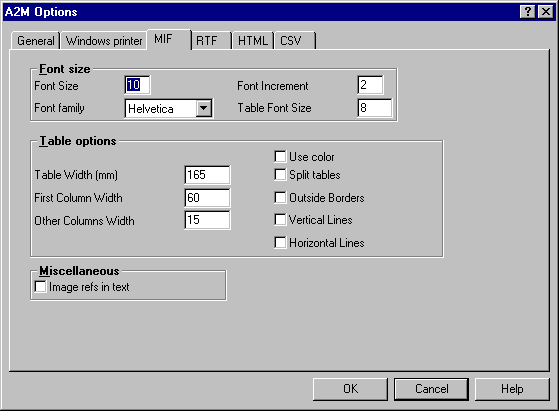 A2M Options
General Windows printer MIF RTF HTML CSV
Font size
Font Size 10 Font Increment 2
Font family Helvetica Table Font Size 8
Table options
Use color
Table Width (mm) 165 Split tables
First Column Width 60 Outside Borders
Other Columns Width 15 Vertical Lines
Horizontal Lines
Miscellaneous
Image refs in text
OK Cancel Help